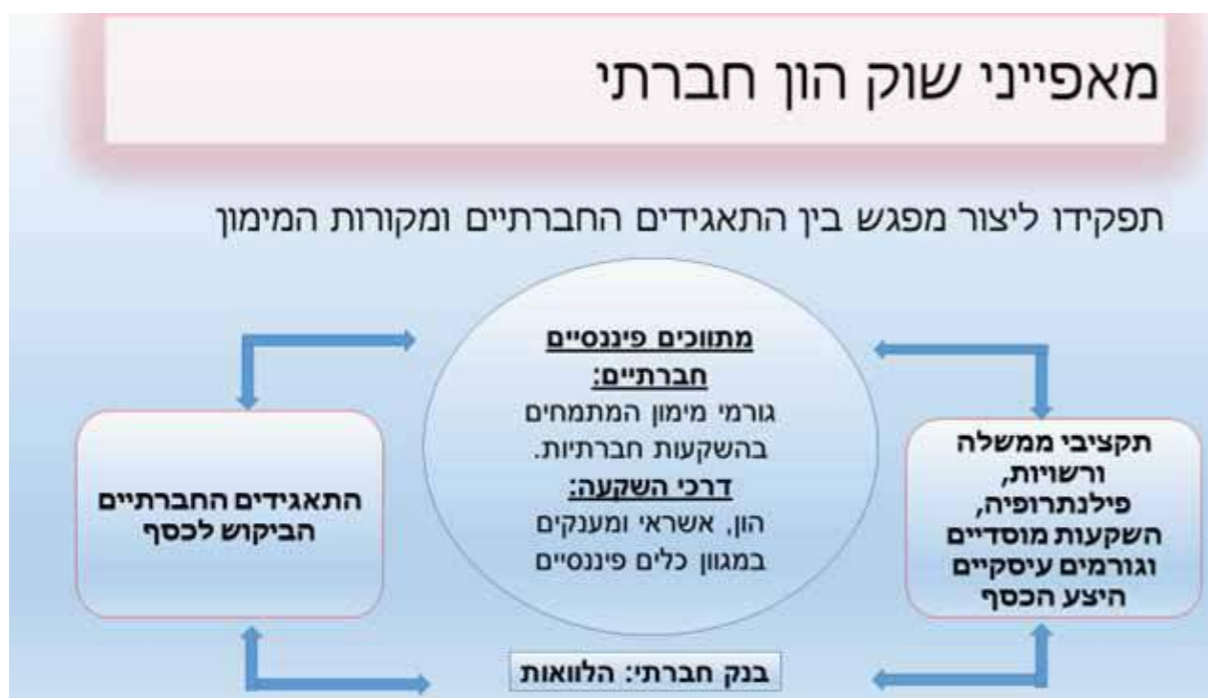 מאפייני שוק הון חברתי
תפקידו ליצור מפגש בין התאגידים החברתיים ומקורות המימון
תקציבי ממשלה
ורשויות,
פילנתרופיה,
השקעות מוסדיים
וגורמים עיסקיים
היצע הכסף
מתווכים פיננסיים
חברתיים:
גורמי מימון המתמחים
בהשקעות חברתיות.
דרכי השקעה:
הון, אשראי ומענקים
במגוון כלים פיננסיים
התאגידים החברתיים
הביקוש לכסף
בנק חברתי: הלוואות